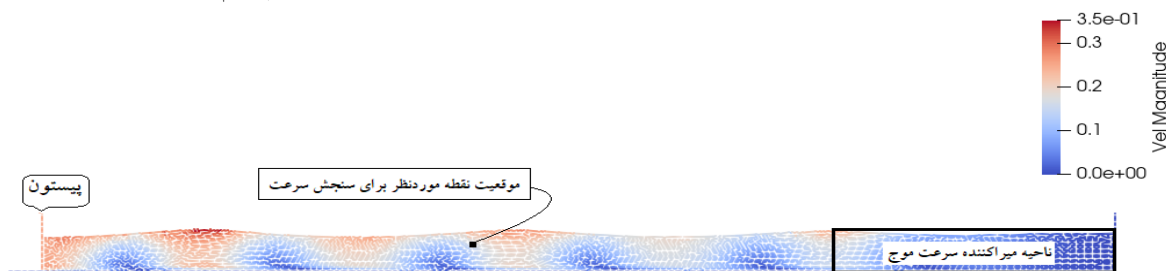 3.5e-01
0.3
0.2
0.1
0.0e+00
Vel Magnitude
پیستون
موقعیت نقطه موردنظر برای سنجش سرعت
ناحیه میراکننده سرعت موج